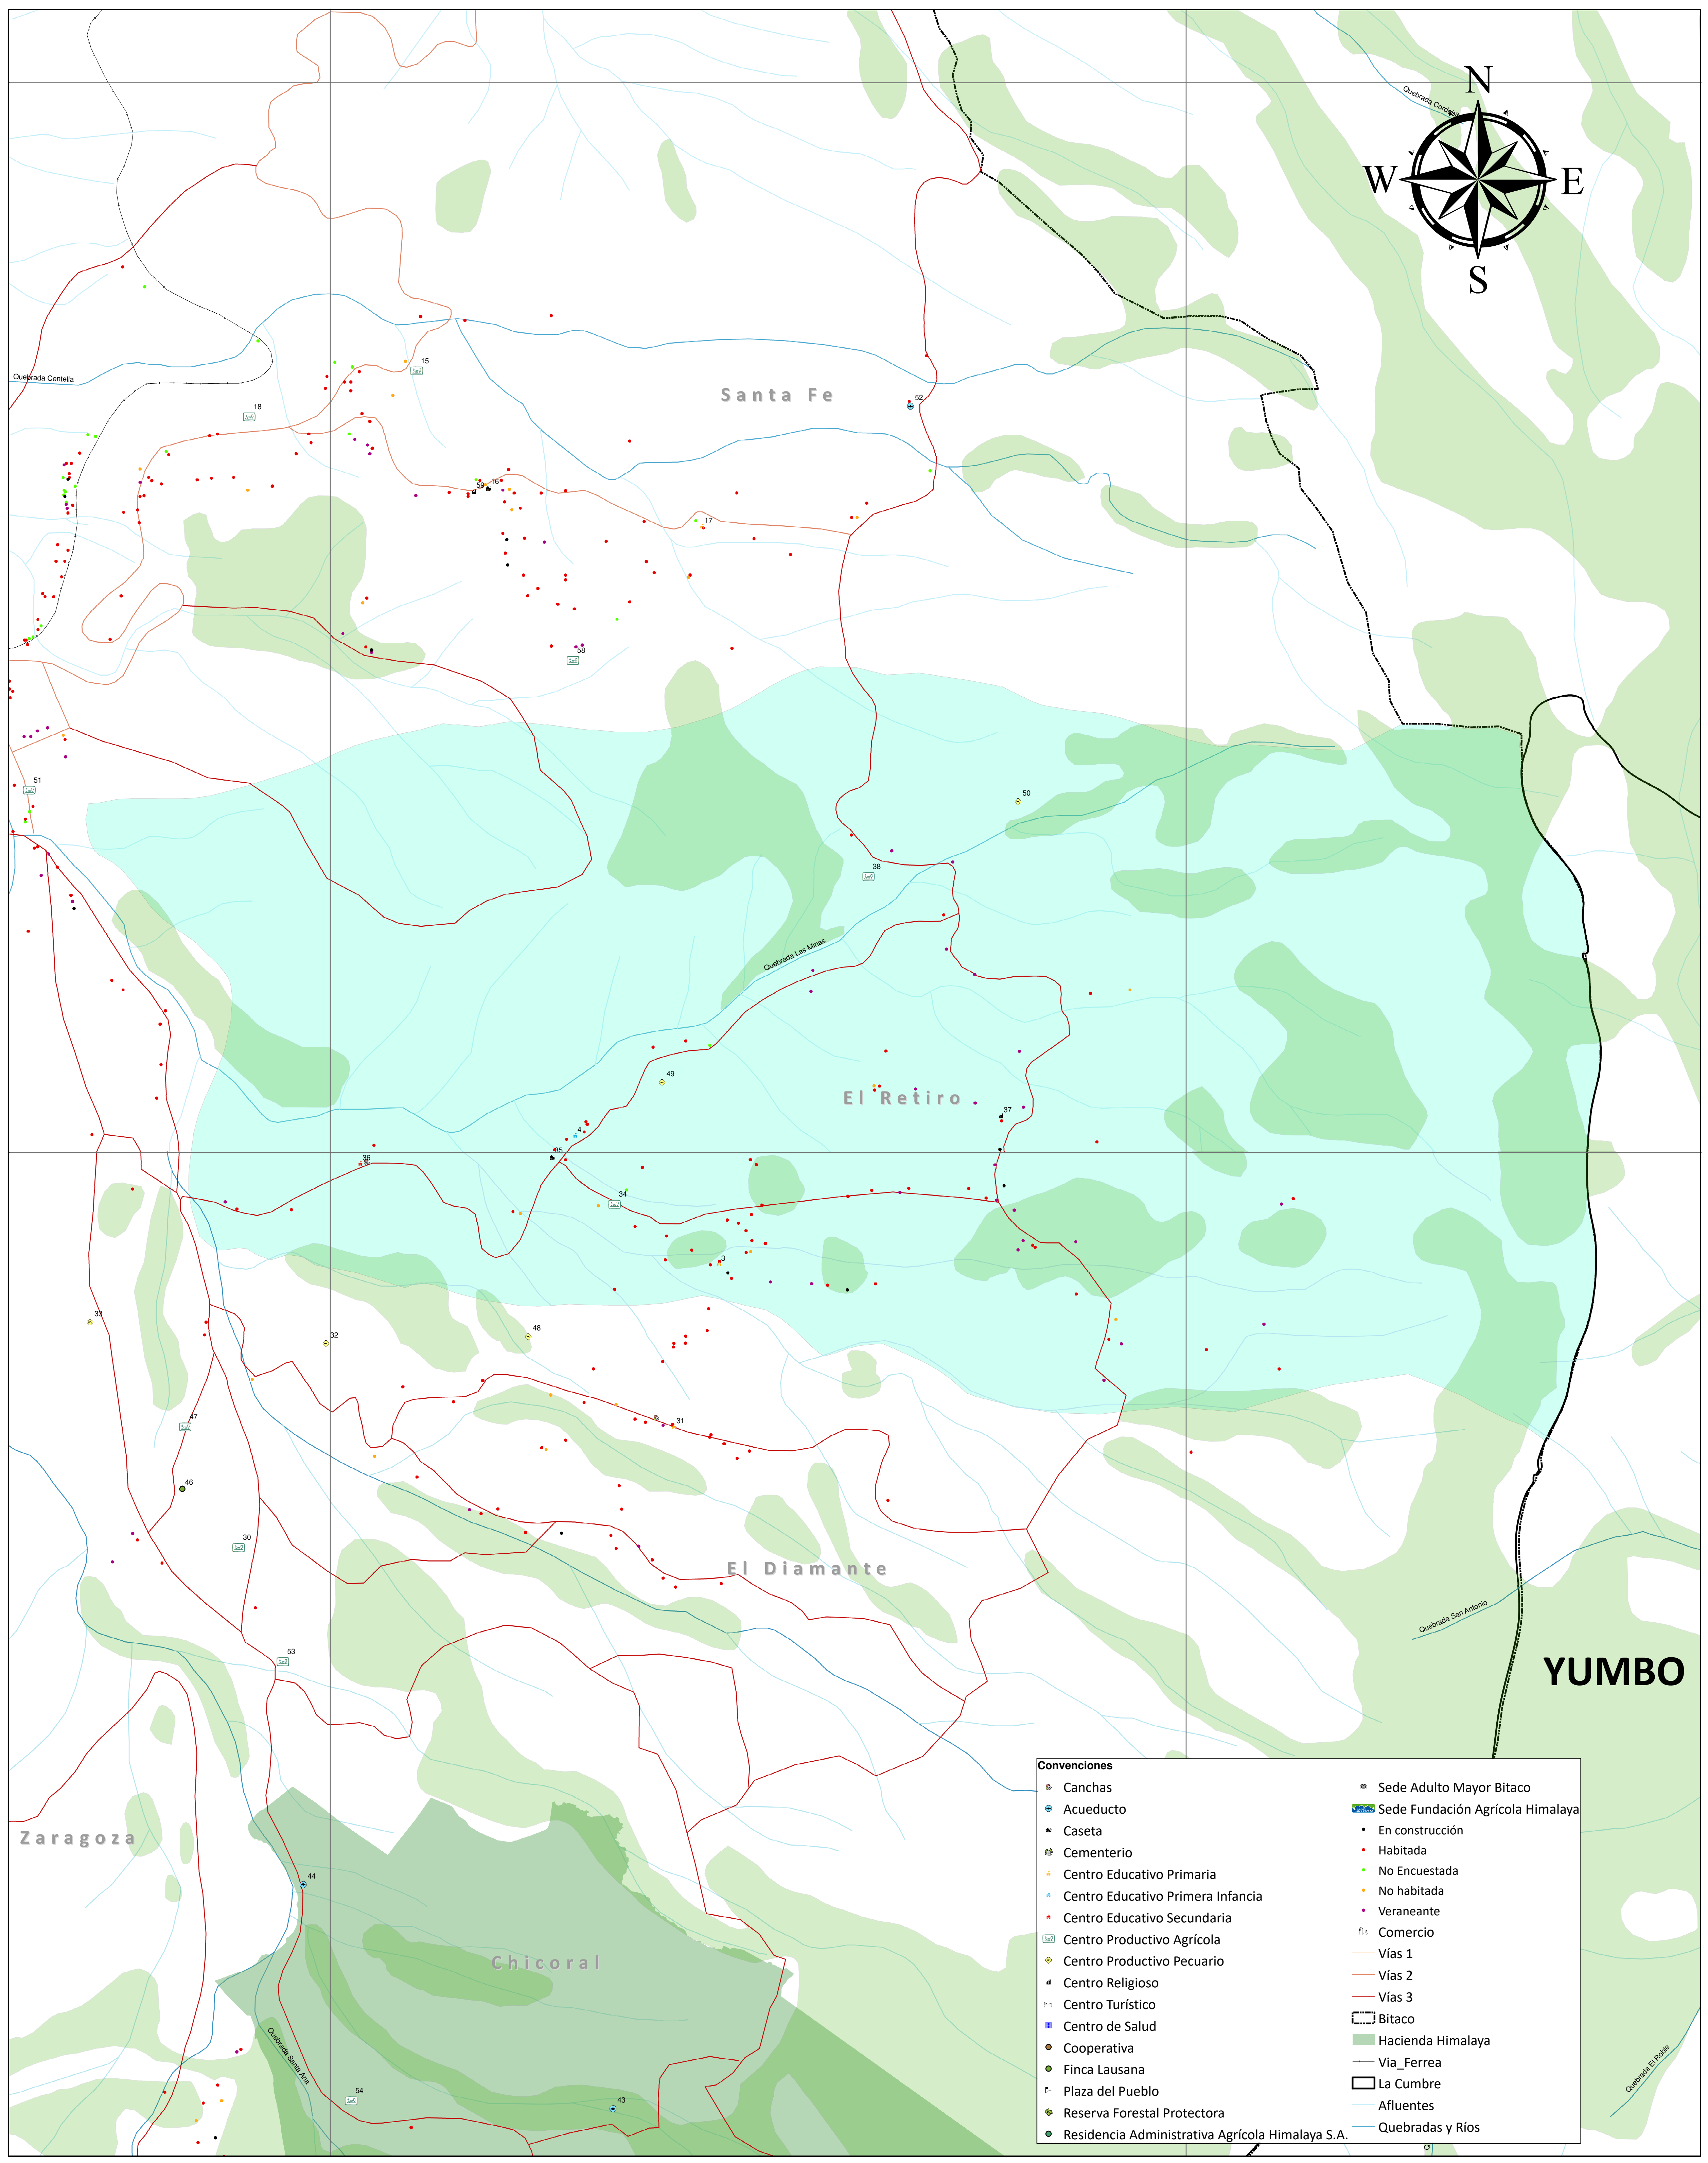 N
Quebrada Cordoba
W
E
S
15
Quebrada Centella
Santa Fe
52
18
59
16
17
58
51
50
38
Quebrada Las Minas
49
El Retiro
37
4
35
36
34
3
33
32
48
47
31
46
30
El Diamante
Quebrada San Antonio
53
YUMBO
Zaragoza
44
Chicoral
Quebrada Santa Ana
54
43
Quebrada El Roble
Convenciones
Canchas
Acueducto
Caseta
Cementerio
Centro Educativo Primaria
Centro Educativo Primera Infancia
Centro Educativo Secundaria
Centro Productivo Agrícola
Centro Productivo Pecuario
Centro Religioso
Centro Turístico
Centro de Salud
Cooperativa
Finca Lausana
Plaza del Pueblo
Reserva Forestal Protectora
Residencia Administrativa Agrícola Himalaya S.A.
Sede Adulto Mayor Bitaco
Sede Fundación Agrícola Himalaya
En construcción
Habitada
No Encuestada
No habitada
Veraneante
Comercio
Vías 1
Vías 2
Vías 3
Bitaco
Hacienda Himalaya
Via_Ferrea
La Cumbre
Afluentes
Quebradas y Ríos